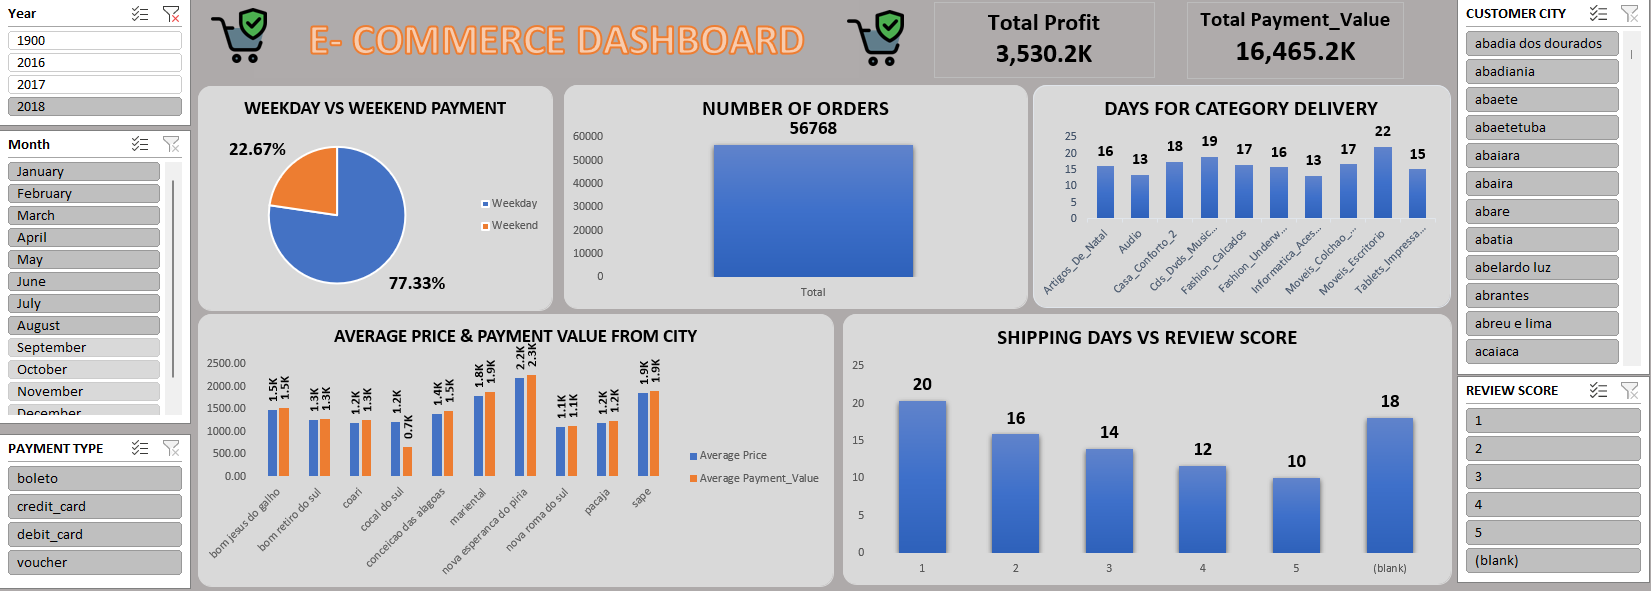 Year
1900
2016
2017
2018
Month
January
February
March
April
May
June
July
August
September
October
November
December
PAYMENT TYPE
boleto
credit_card
debit_card
voucher
E- COMMERCE DASHBOARD
Total Profit
3,530.2K
Total Payment_Value
16,465.2K
WEEKDAY VS WEEKEND PAYMENT
22.67%
77.33%
Weekday
Weekend
NUMBER OF ORDERS
56768
60000
50000
40000
30000
20000
10000
0
Total
DAYS FOR CATEGORY DELIVERY
25
20
15
10
5
0
16
13
18
19
17
16
13
17
22
15
Artigos_De_Natal
Audio
Casa_Conforto_2
Cds_Dvds_Music...
Fashion_Calcados
Fashion_Underw...
Informatica_Aces...
Moveis_Colchao_...
Moveis_Escritorio
Tablets_Impressa...
AVERAGE PRICE & PAYMENT VALUE FROM CITY
2500.00
2000.00
1500.00
1000.00
500.00
0.00
1.5K
1.5K
1.3K
1.3K
1.2K
1.3K
1.2K
0.7K
1.4K
1.5K
1.8K
1.9K
2.2K
2.3K
1.1K
1.1K
1.2K
1.2K
1.9K
1.9K
bom jesus do galho
bom retiro do sul
coari
cocal do sul
conceicao das alagoas
mariental
nova esperanca do piria
nova roma do sul
pacaja
sape
Average Price
Average Payment_Value
SHIPPING DAYS VS REVIEW SCORE
25
20
15
10
5
0
20
16
14
12
10
18
1
2
3
4
5
(blank)
CUSTOMER CITY
abadia dos dourados
abadiania
abaete
abaetetuba
abaiara
abaira
abare
abatia
abelardo luz
abrantes
abreu e lima
acaiaca
REVIEW SCORE
1
2
3
4
5
(blank)